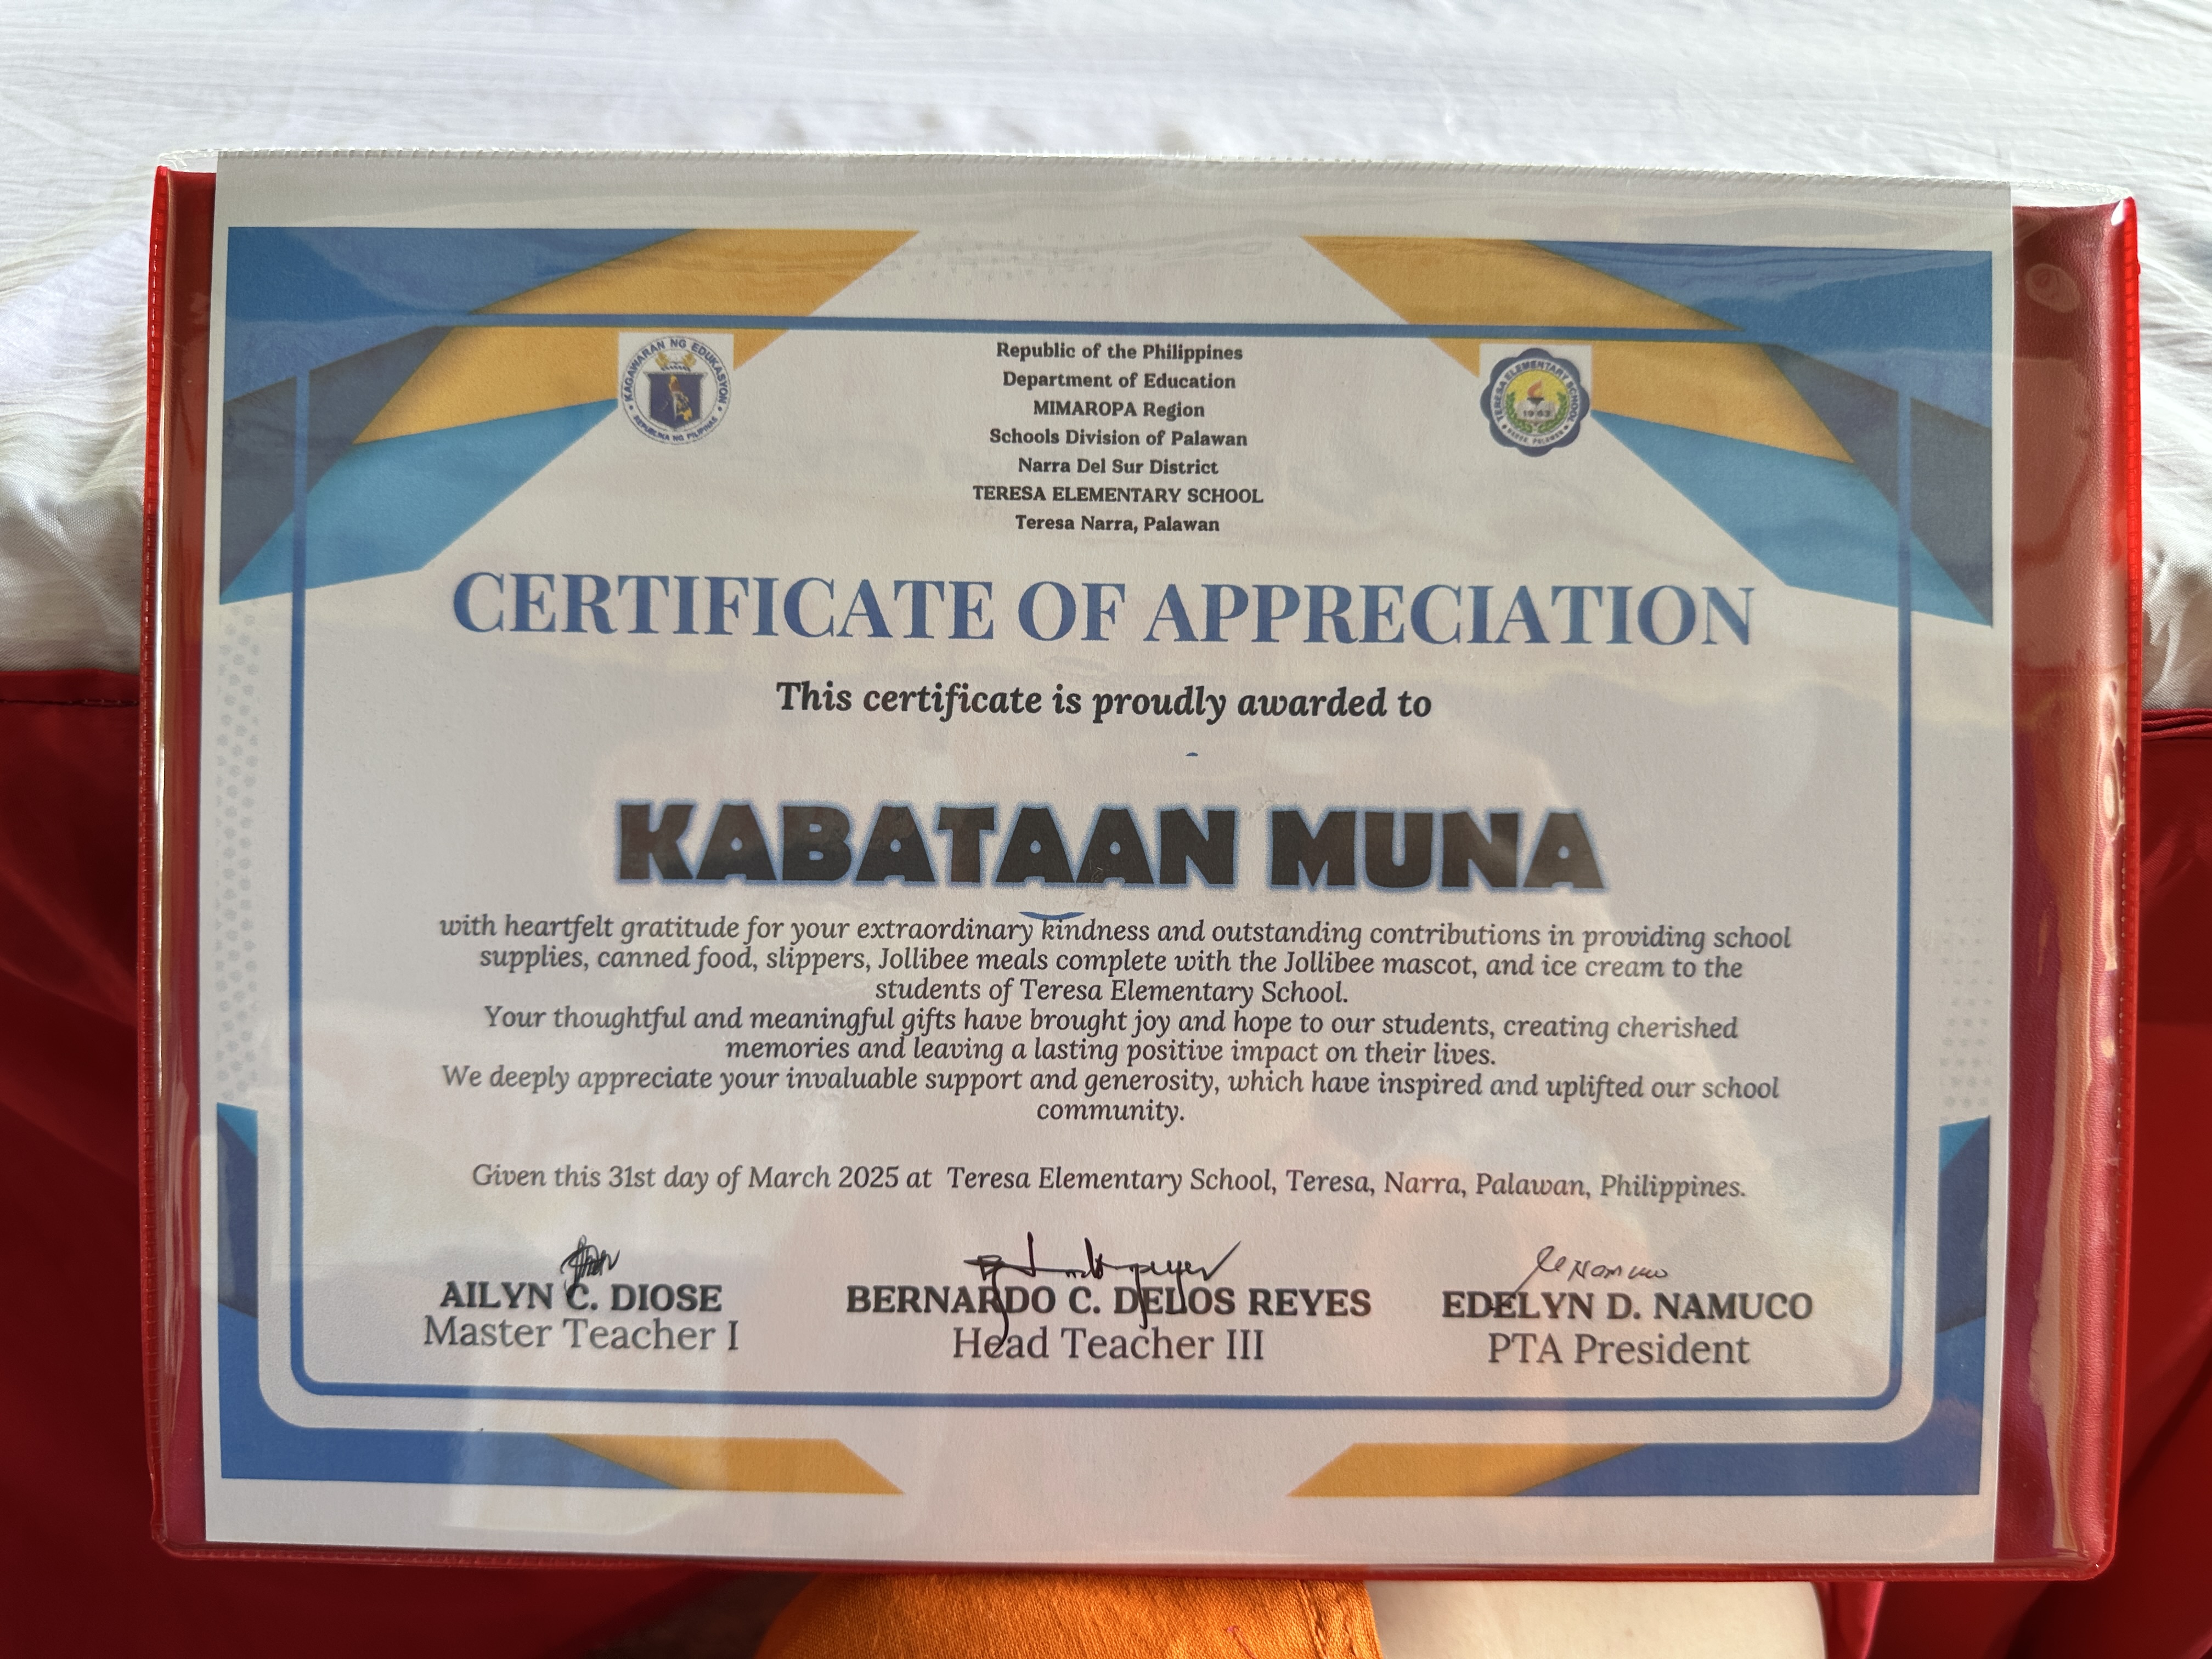 KAGAWARAN NG EDUKASYON
REPUBLIKA NG PILIPINAS
Republic of the Philippines
Department of Education
MIMAROPA Region
Schools Division of Palawan
Narra Del Sur District
TERESA ELEMENTARY SCHOOL
Teresa Narra, Palawan
TERESA ELEMENTARY SCHOOL
1963
NARRA, PALAWAN
CERTIFICATE OF APPRECIATION
This certificate is proudly awarded to
KABATAAN MUNA
with heartfelt gratitude for your extraordinary kindness and outstanding contributions in providing school
supplies, canned food, slippers, Jollibee meals complete with the Jollibee mascot, and ice cream to the
students of Teresa Elementary School.
Your thoughtful and meaningful gifts have brought joy and hope to our students, creating cherished
memories and leaving a lasting positive impact on their lives.
We deeply appreciate your invaluable support and generosity, which have inspired and uplifted our school
community.
Given this 31st day of March 2025 at Teresa Elementary School, Teresa, Narra, Palawan, Philippines.
AILYN C. DIOSE
Master Teacher I
BERNARDO C. DELOS REYES
Head Teacher III
EDELYN D. NAMUCO
PTA President